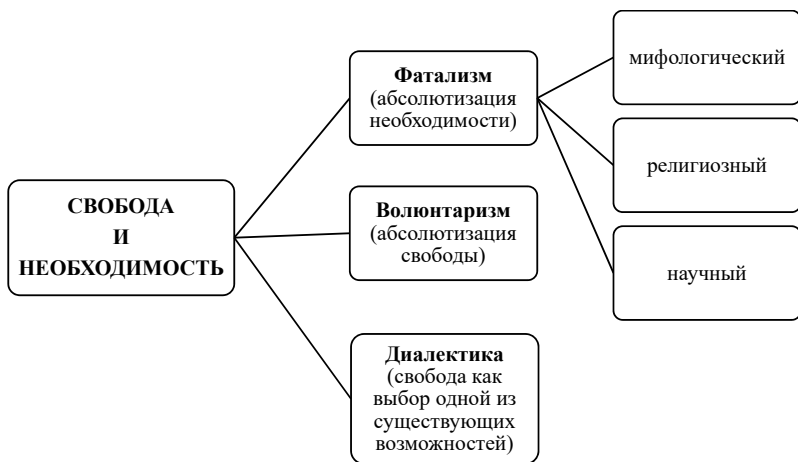 СВОБОДА
И
НЕОБХОДИМОСТЬ
Фатализм
(абсолютизация
необходимости)
мифологический
религиозный
научный
Волюнтаризм
(абсолютизация
свободы)
Диалектика
(свобода как
выбор одной из
существующих
возможностей)